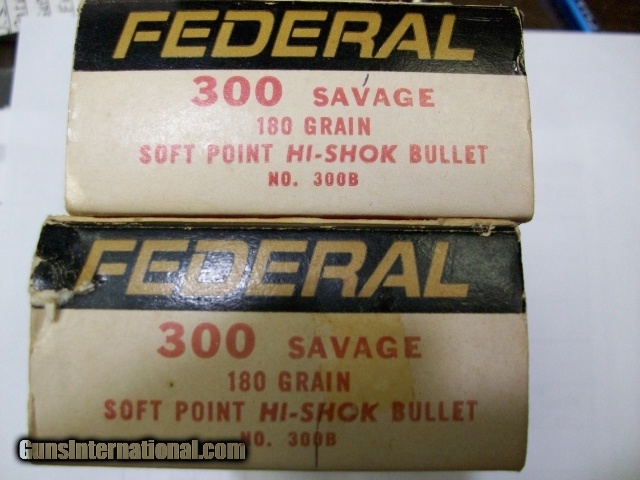 FEDERAL
300 SAVAGE
180 GRAIN
SOFT POINT HI-SHOK BULLET
NO. 300B
FEDERAL
300 SAVAGE
180 GRAIN
SOFT POINT HI-SHOK BULLET
NO. 300B
GunsInternational.com